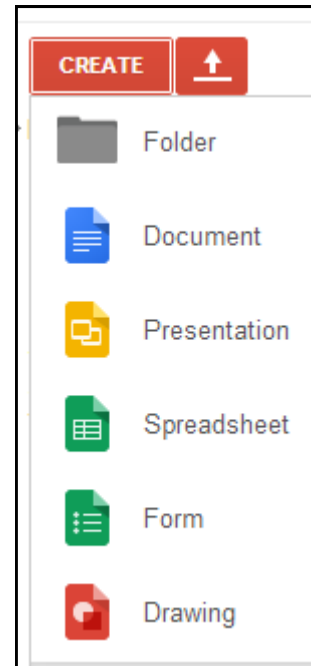 CREATE
Folder
Document
Presentation
Spreadsheet
Form
Drawing